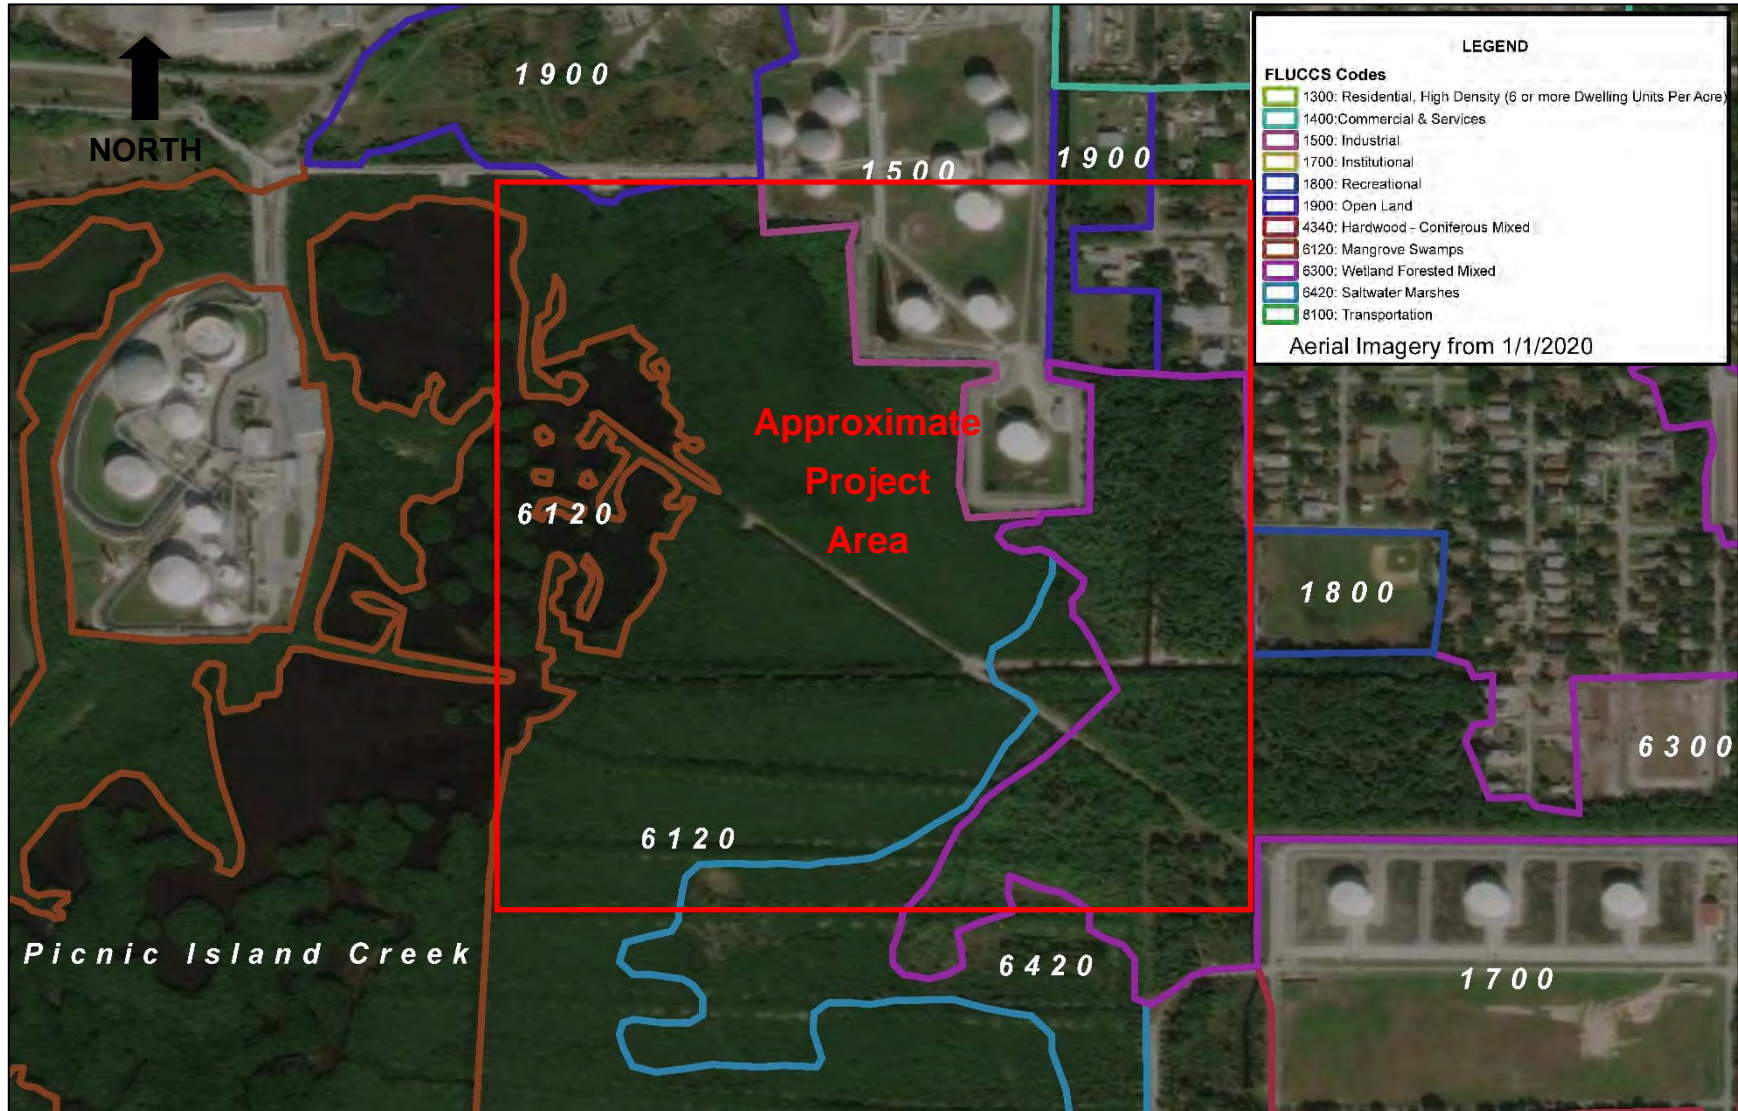 NORTH
1900
1500
1900
LEGEND
FLUCCS Codes
1300: Residential, High Density (6 or more Dwelling Units Per Acre)
1400:Commercial & Services
1500: Industrial
1700: Institutional
1800: Recreational
1900: Open Land
4340: Hardwood - Coniferous Mixed
6120: Mangrove Swamps
6300: Wetland Forested Mixed
6420: Saltwater Marshes
8100: Transportation
Aerial Imagery from 1/1/2020
Approximate
Project
Area
6120
1800
6300
6120
Picnic Island Creek
6420
1700